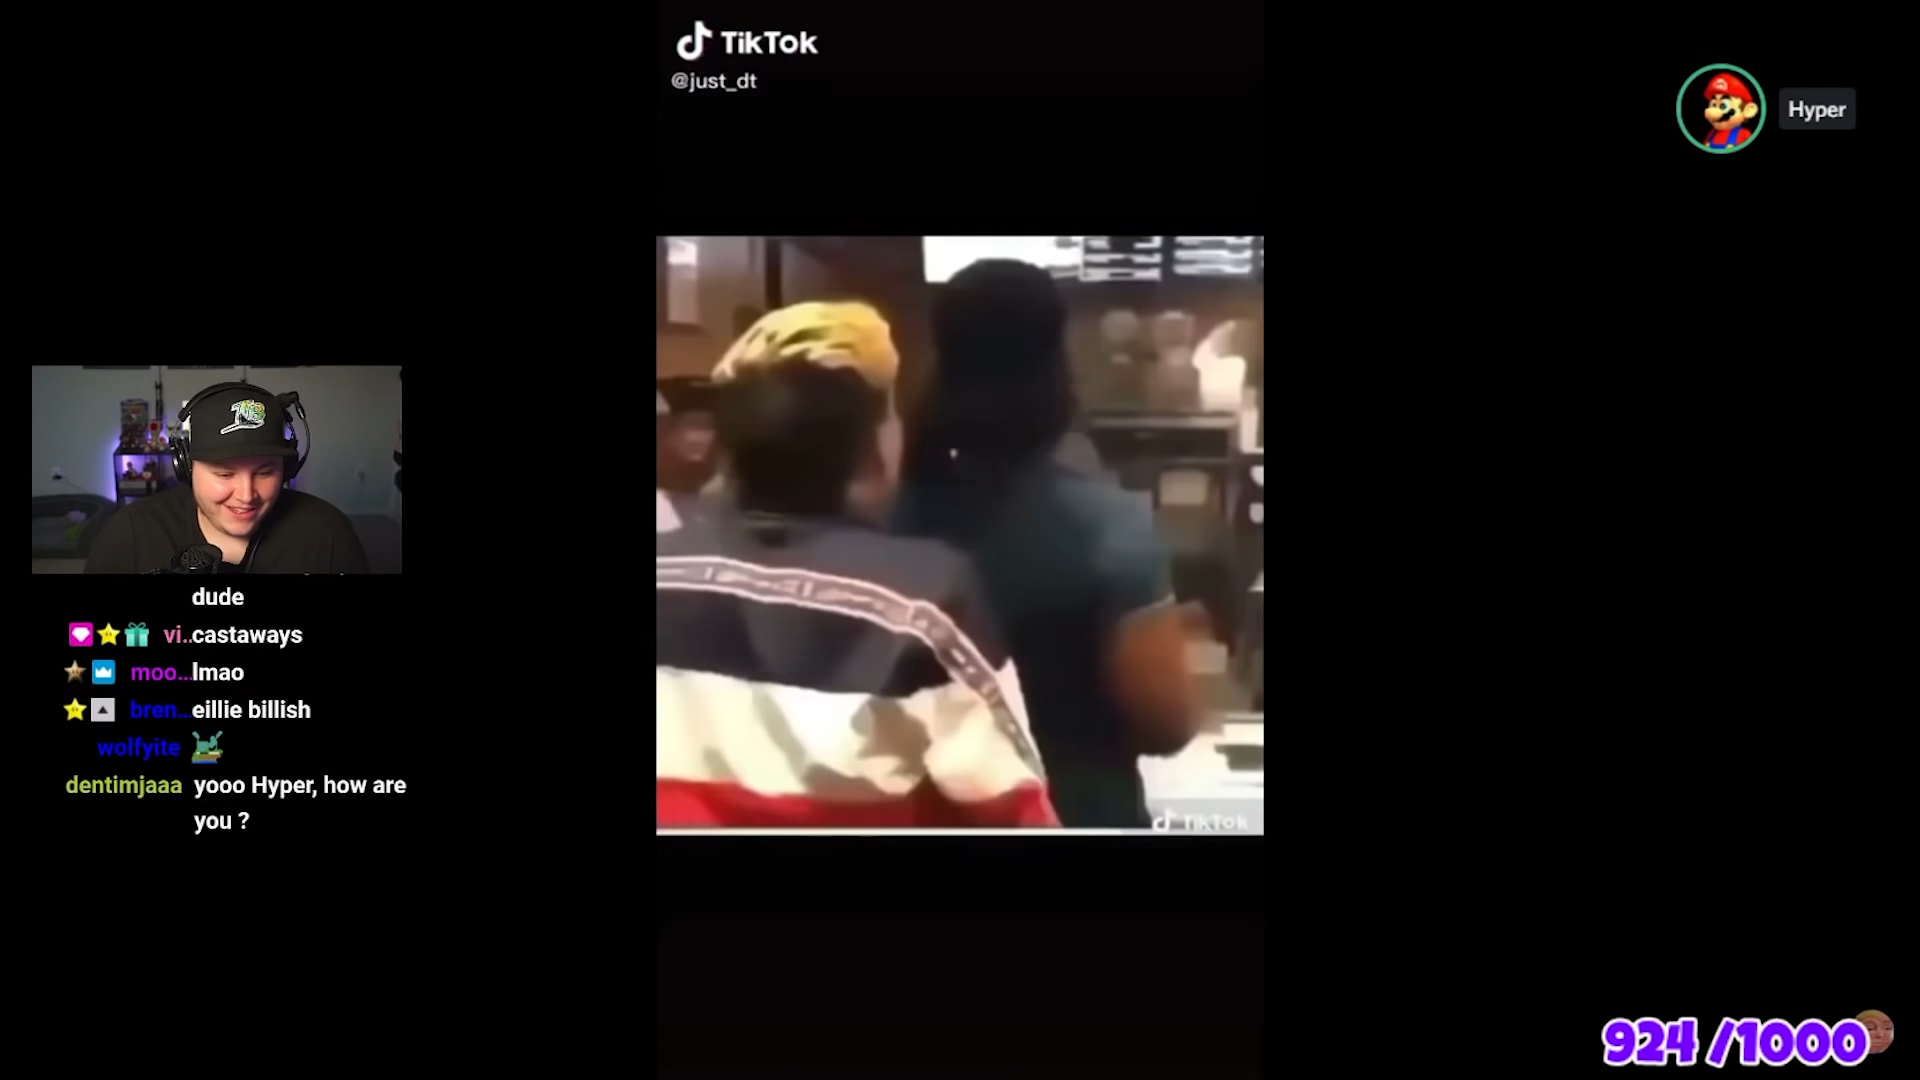 TikTok
@just_dt
Hyper
TB
dude
vi..castaways
moo...lmao
bren...eillie billish
wolfyite
dentimjaaa yooo Hyper, how are
you ?
TikTok
924 /1000